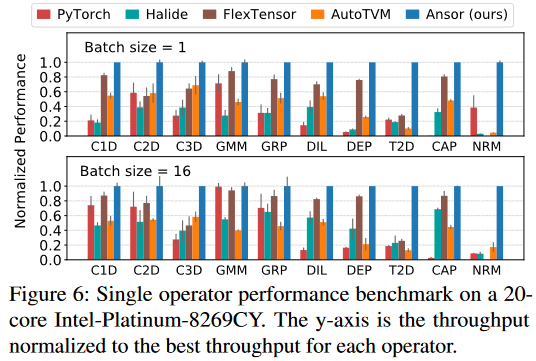 PyTorch Halide FlexTensor AutoTVM Ansor (ours)
Normalized Performance
Batch size = 1
1.0
0.8
0.6
0.4
0.2
0.0
C1D C2D C3D GMM GRP DIL DEP T2D CAP NRM
Batch size = 16
1.0
0.8
0.6
0.4
0.2
0.0
C1D C2D C3D GMM GRP DIL DEP T2D CAP NRM
Figure 6: Single operator performance benchmark on a 20-
core Intel-Platinum-8269CY. The y-axis is the throughput
normalized to the best throughput for each operator.